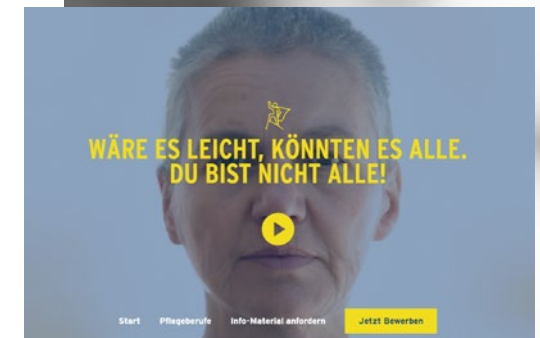 WÄRE ES LEICHT, KÖNNTEN ES ALLE.
DU BIST NICHT ALLE!
Start Pflegeberufe Info-Material anfordern Jetzt Bewerben